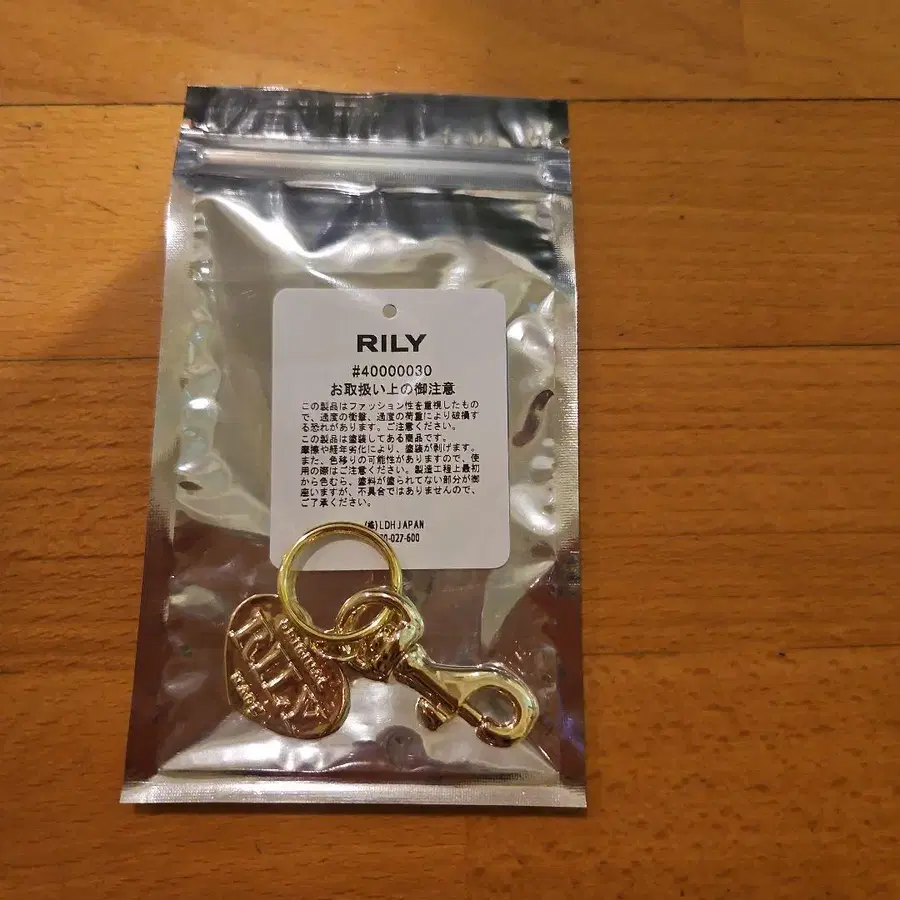 RILY
#40000030
お取扱い上の御注意
この製品はファッション性を重視したもの
で、過度の衝撃、過度の荷重により破損す
る恐れがあります。ご注意ください。
この製品は塗装してある商品です。
摩擦や経年劣化により、塗装が剥げます。
また、色移りの可能性がありますので、使
用の際はご注意ください。製造工程上最初
から色むら、塗料が塗られてない部分が御
座いますが、不具合ではありませんので、
ご了承ください。
(株)LDH JAPAN
0-027-600
ORIGINAL
RILY